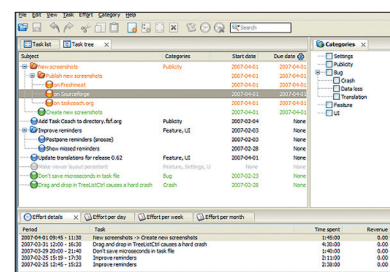 File Edit View Task Effort Category Help
Search
Task list Task tree Categories
Subject Categories Start date Due date
New screenshots Publicity 2007-04-01 2007-04-01
Publish new screenshots 2007-04-01 2007-04-01
on Freshmeat 2007-04-01 2007-04-01
on Sourceforge 2007-04-01 2007-04-01
on taskcoach.org 2007-04-01 2007-04-01
Create new screenshots 2007-04-01 2007-04-01
Add Task Coach to directory.fsf.org Publicity 2007-03-04 None
Improve reminders Feature, UI 2007-02-03 None
Postpone reminders (snooze) 2007-02-03 None
Show missed reminders 2007-02-28 None
Update translations for release 0.62 2007-04-01 None
Make viewer layout persistent Feature, Settings, U None
Don't save microseconds in task file Bug 2007-02-23 None
Drag and drop in TreeListCtrl causes a hard crash Crash 2007-03-28 None
Settings
Publicity
Bug
Crash
Data loss
Translation
Feature
UI
Effort details Effort per day Effort per week Effort per month
Period Task Time spent Revenue
2007-04-01 09:45 - 11:30 New screenshots -> Create new screenshots 1:45:00 0.00
2007-03-31 12:00 - 16:30 Drag and drop in TreeListCtrl causes a hard crash 4:30:00 0.00
2007-03-29 20:00 - 21:40 Don't save microseconds in task file 1:40:00 0.00
2007-02-25 15:19 - 17:30 Improve reminders 2:11:00 0.00
2007-02-25 12:45 - 15:23 Improve reminders 2:38:00 0.00